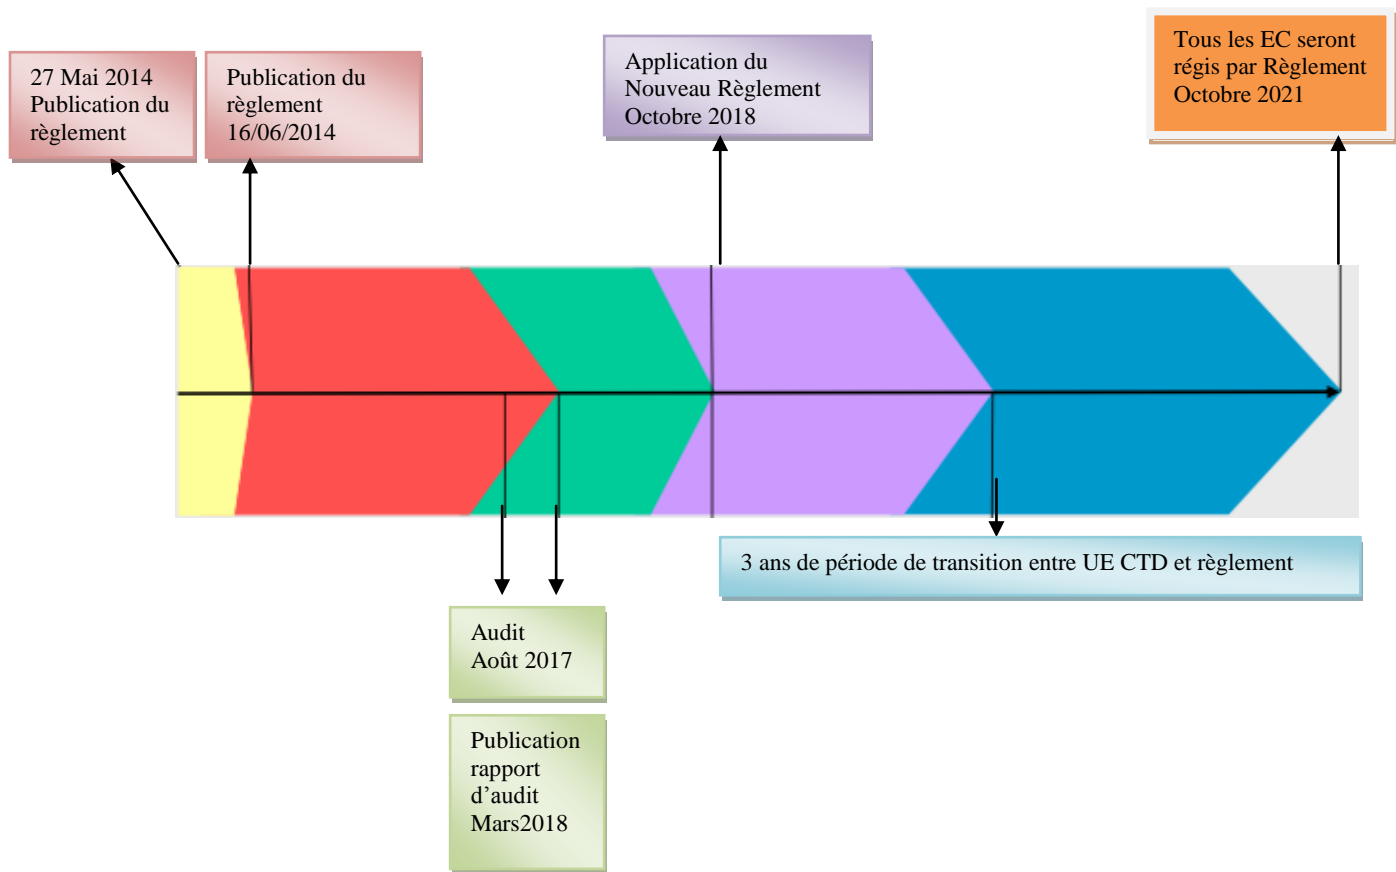 27 Mai 2014
Publication du
règlement
Publication du
règlement
16/06/2014
Application du
Nouveau Règlement
Octobre 2018
Tous les EC seront
régis par Règlement
Octobre 2021
3 ans de période de transition entre UE CTD et règlement
Audit
Août 2017
Publication
rapport
d’audit
Mars2018